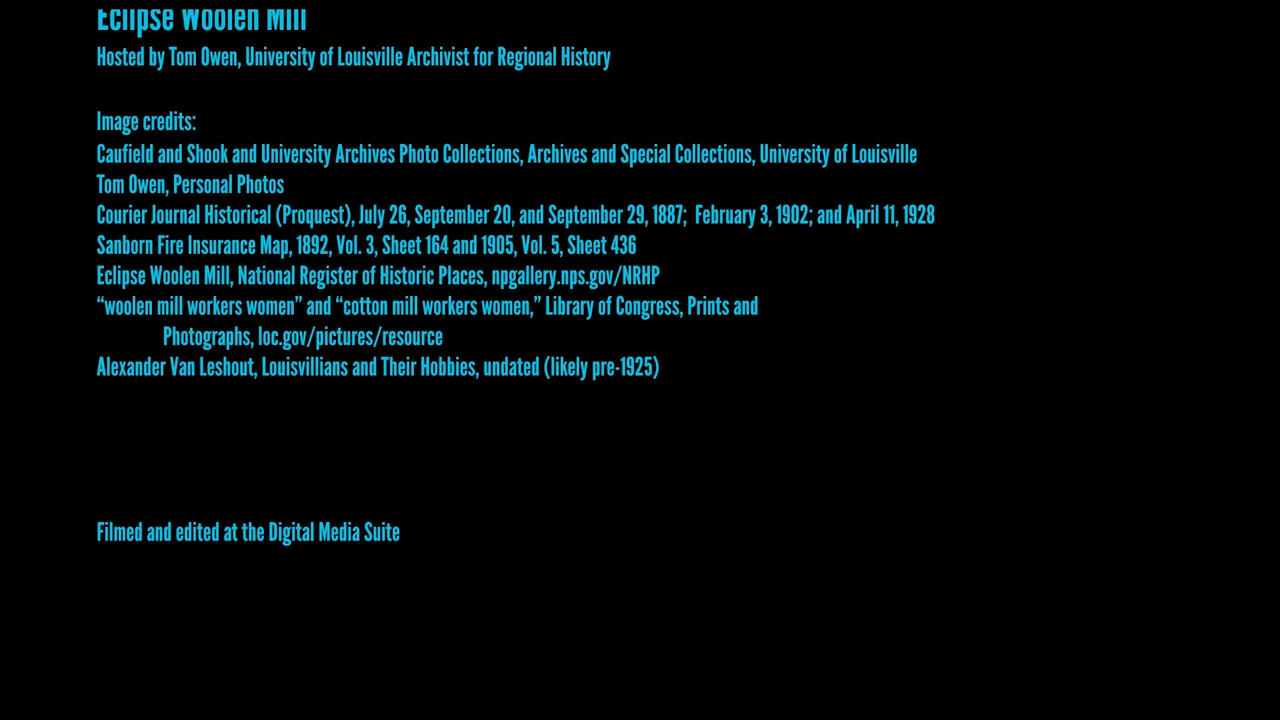 Eclipse Woolen Mill
Hosted by Tom Owen, University of Louisville Archivist for Regional History
Image credits:
Caufield and Shook and University Archives Photo Collections, Archives and Special Collections, University of Louisville
Tom Owen, Personal Photos
Courier Journal Historical (Proquest), July 26, September 20, and September 29, 1887;  February 3, 1902; and April 11, 1928
Sanborn Fire Insurance Map, 1892, Vol. 3, Sheet 164 and 1905, Vol. 5, Sheet 436
Eclipse Woolen Mill, National Register of Historic Places, npgallery.nps.gov/NRHP
“woolen mill workers women” and “cotton mill workers women,” Library of Congress, Prints and
Photographs, loc.gov/pictures/resource
Alexander Van Leshout, Louisvillians and Their Hobbies, undated (likely pre-1925)
Filmed and edited at the Digital Media Suite